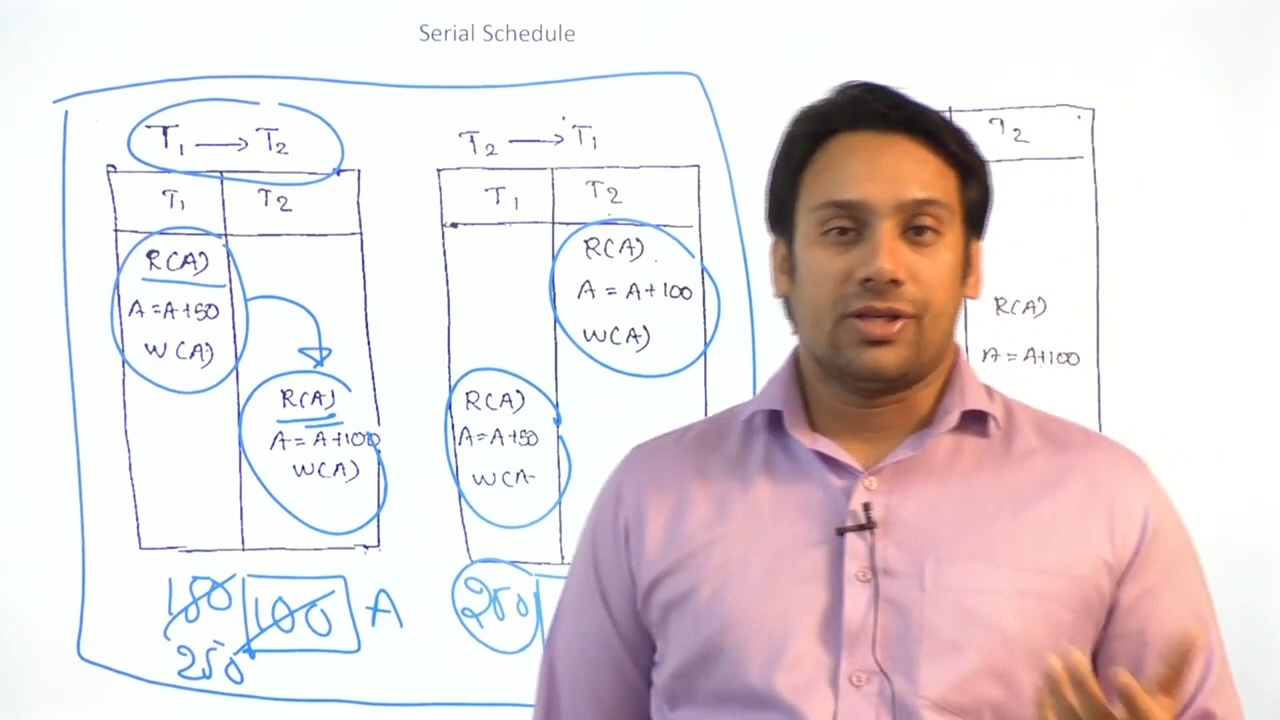 Serial Schedule
T₁ → T₂
T₁ T₂
R(A)
A = A+50
W(A)
R(A)
A = A+100
W(A)
150 100 A
250
T₂ → T₁
T₁ T₂
R(A)
A = A+100
W(A)
R(A)
A = A+50
W(A-
250
T2
R(A)
A = A+100